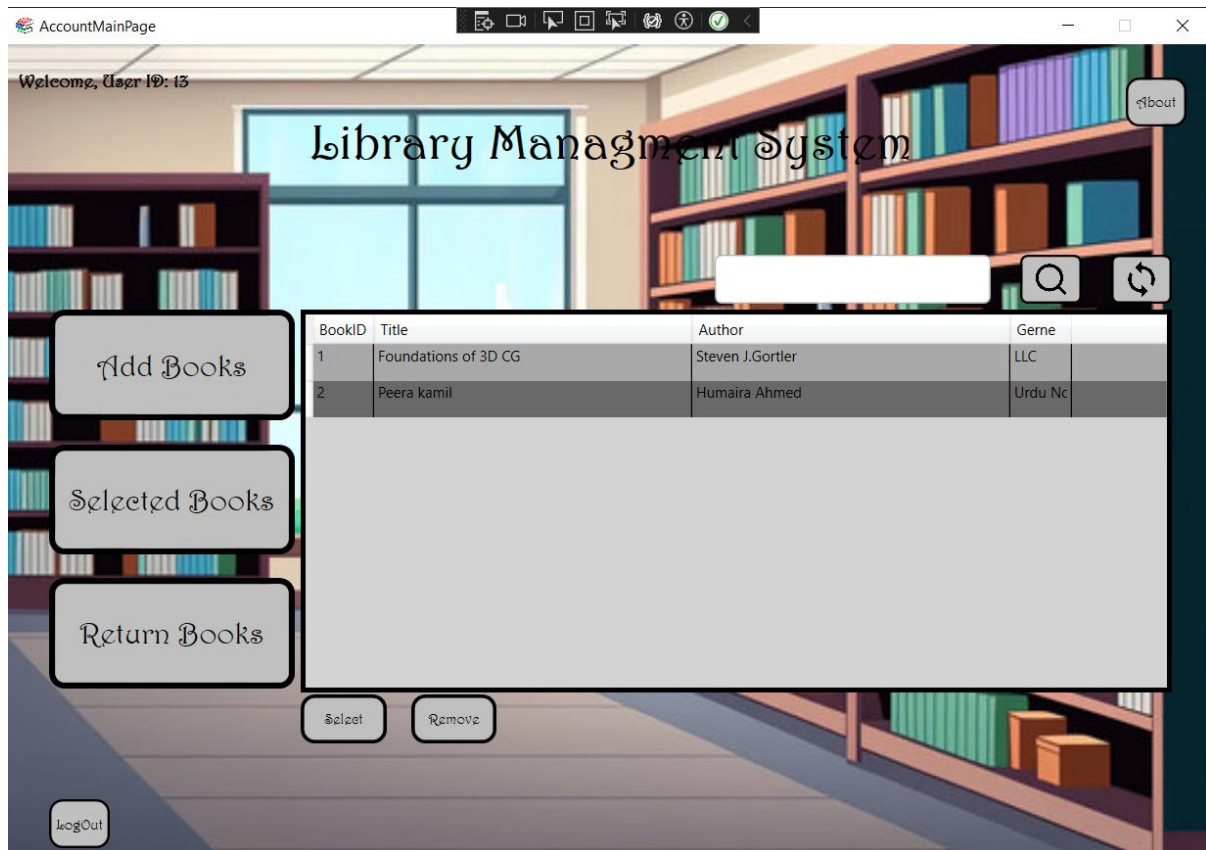 AccountMainPage
Welcome, User ID: 13
About
Library Managment System
BookID Title Author Gerne
1 Foundations of 3D CG Steven J.Gortler LLC
2 Peera kamil Humaira Ahmed Urdu No
Add Books
Selected Books
Return Books
Select Remove
LogOut